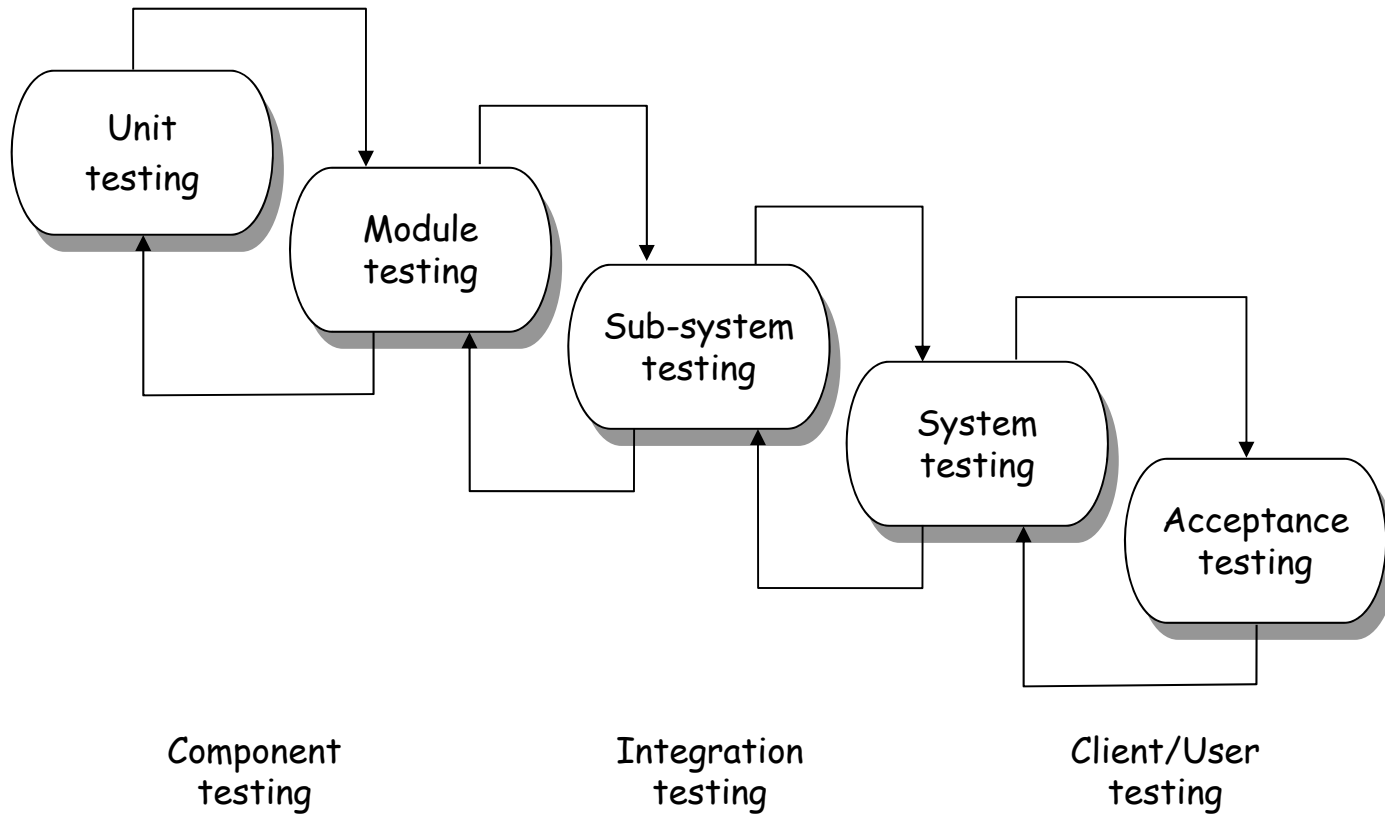 Unit
testing
Module
testing
Sub-system
testing
System
testing
Acceptance
testing
Component
testing
Integration
testing
Client/User
testing